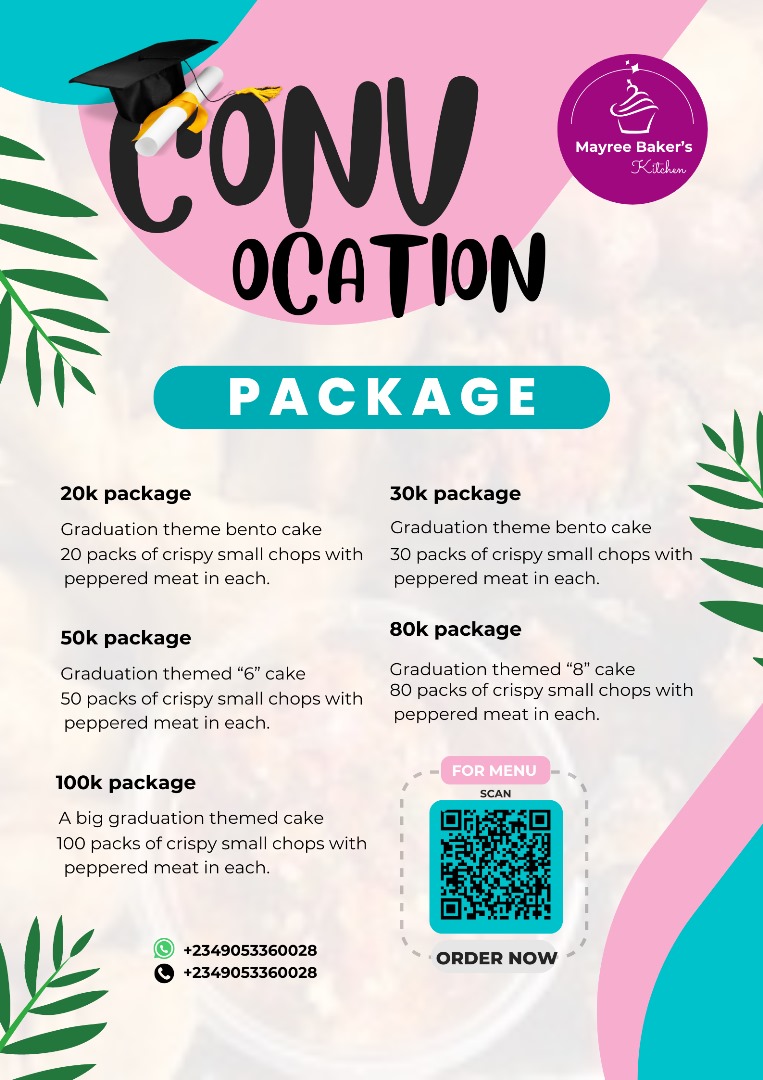 CONV
OCATION
Mayree Baker's
Kitchen
PACKAGE
20k package
Graduation theme bento cake
20 packs of crispy small chops with
peppered meat in each.
30k package
Graduation theme bento cake
30 packs of crispy small chops with
peppered meat in each.
50k package
Graduation themed “6” cake
50 packs of crispy small chops with
peppered meat in each.
80k package
Graduation themed “8” cake
80 packs of crispy small chops with
peppered meat in each.
100k package
A big graduation themed cake
100 packs of crispy small chops with
peppered meat in each.
FOR MENU
SCAN
ORDER NOW
+2349053360028
+2349053360028